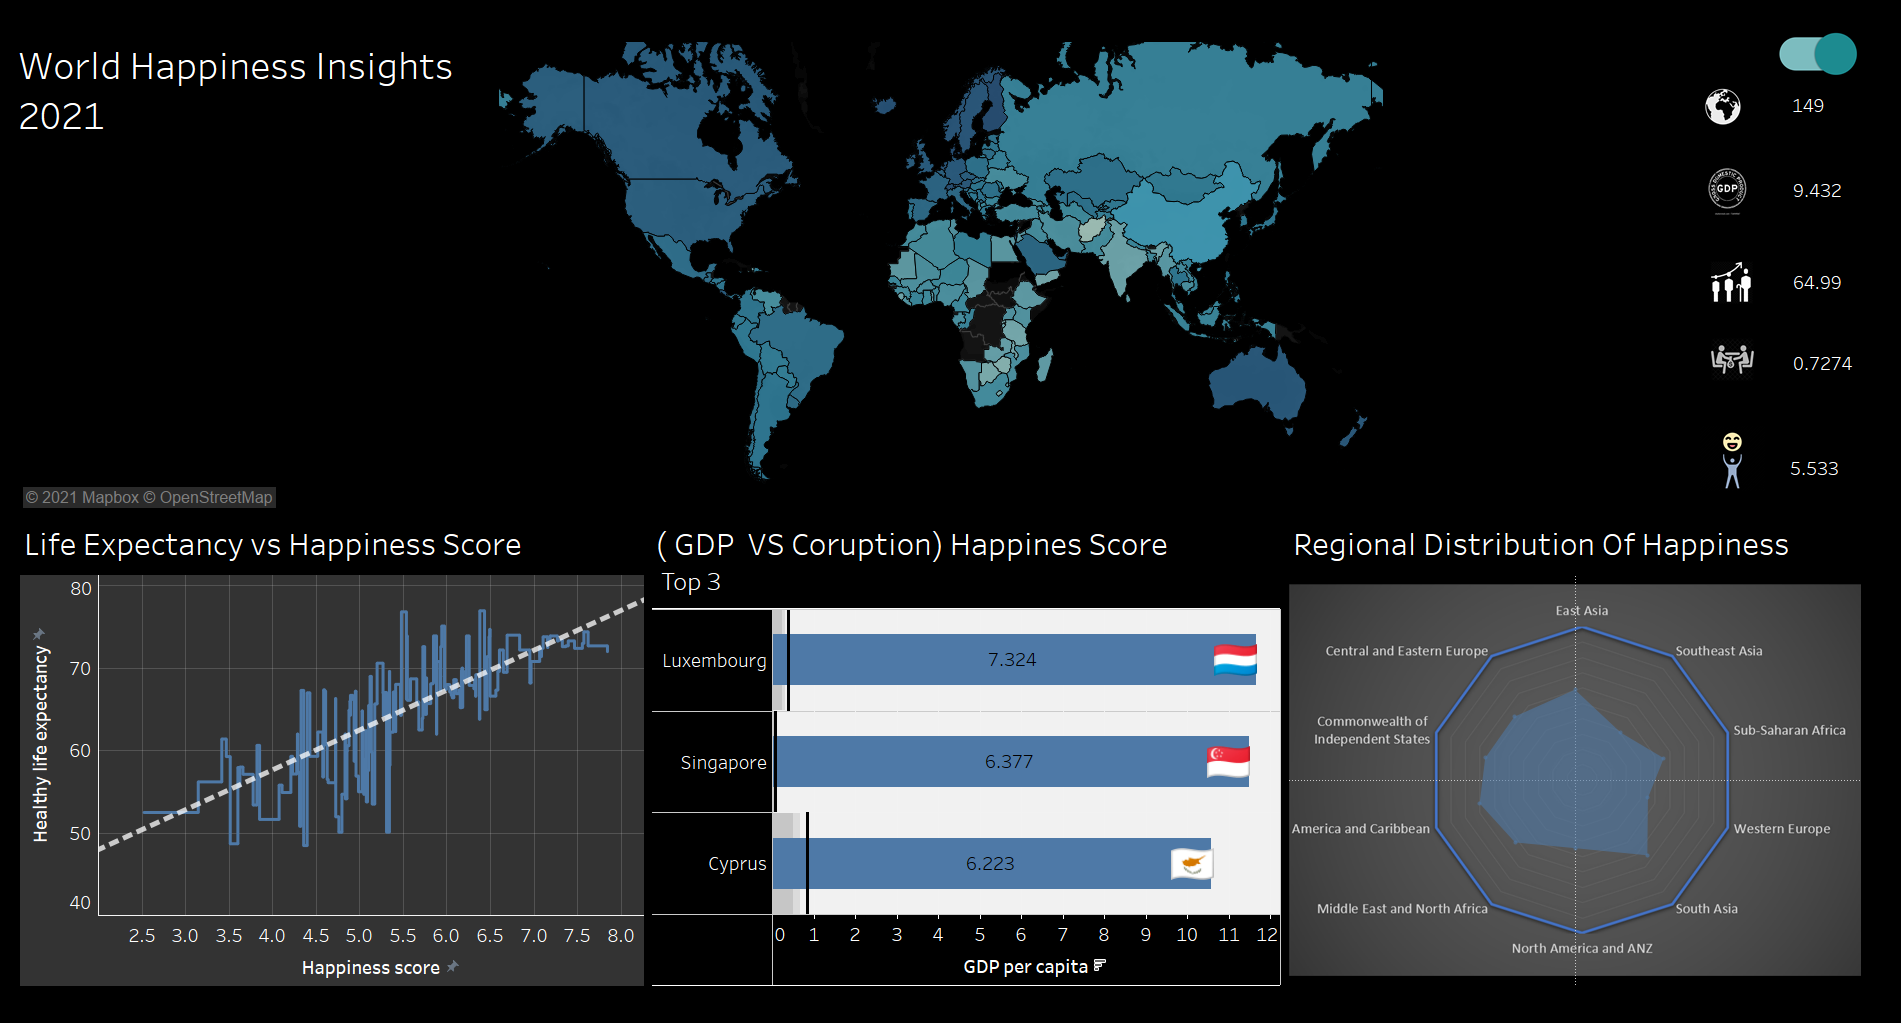 World Happiness Insights
2021
149
GDP
9.432
64.99
0.7274
5.533
© 2021 Mapbox © OpenStreetMap
Life Expectancy vs Happiness Score
80
70
60
50
40
Healthy life expectancy
2.5 3.0 3.5 4.0 4.5 5.0 5.5 6.0 6.5 7.0 7.5 8.0
Happiness score
( GDP VS Coruption) Happines Score
Top 3
Luxembourg 7.324
Singapore 6.377
Cyprus 6.223
0 1 2 3 4 5 6 7 8 9 10 11 12
GDP per capita
Regional Distribution Of Happiness
East Asia
Central and Eastern Europe
Southeast Asia
Commonwealth of
Independent States
Sub-Saharan Africa
America and Caribbean
Western Europe
Middle East and North Africa
South Asia
North America and ANZ